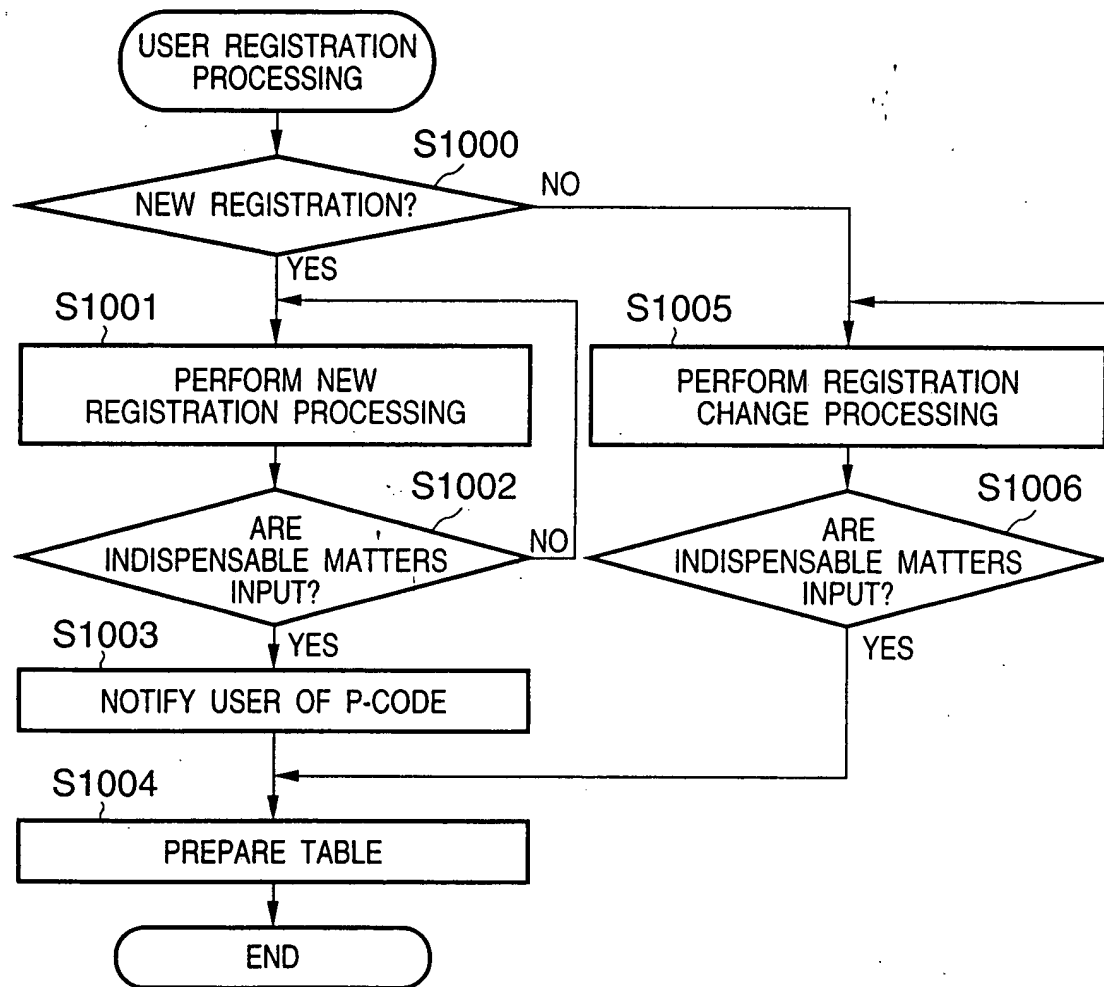 USER REGISTRATION
PROCESSING
S1000
NEW REGISTRATION?
NO
YES
S1001
PERFORM NEW
REGISTRATION PROCESSING
S1002
ARE
INDISPENSABLE MATTERS
INPUT?
NO
YES
S1003
NOTIFY USER OF P-CODE
S1004
PREPARE TABLE
END
S1005
PERFORM REGISTRATION
CHANGE PROCESSING
S1006
ARE
INDISPENSABLE MATTERS
INPUT?
YES